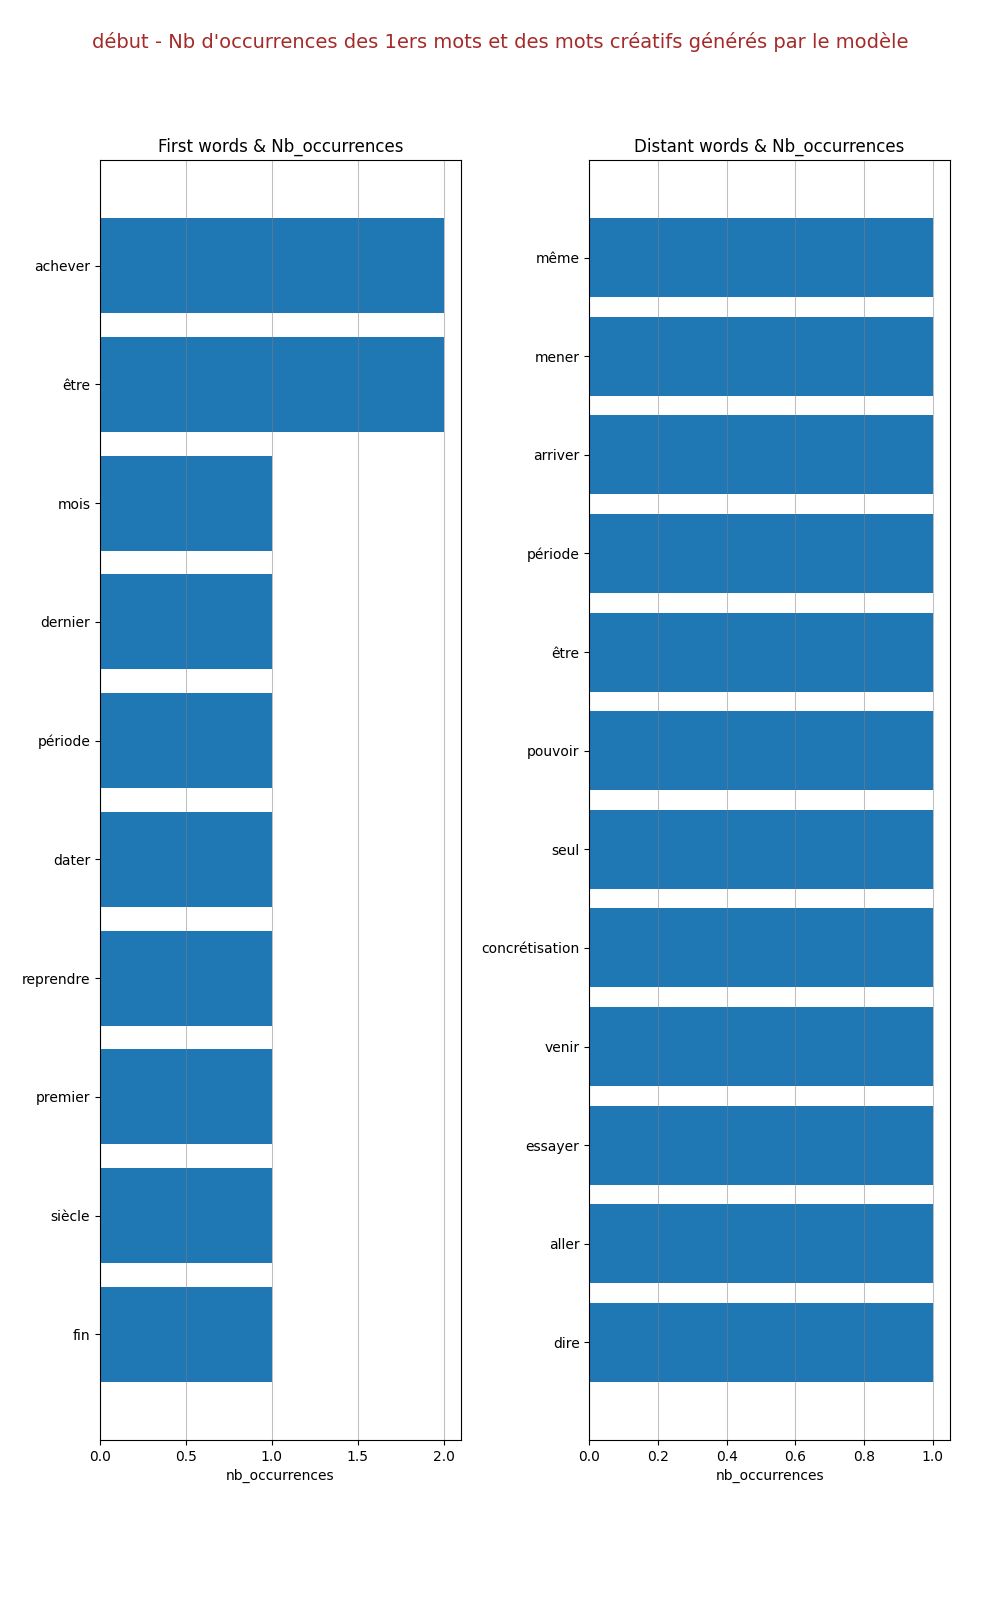 début - Nb d'occurrences des 1ers mots et des mots créatifs générés par le modèle
First words & Nb_occurrences
achever
être
mois
dernier
période
dater
reprendre
premier
siècle
fin
0.0 0.5 1.0 1.5 2.0
nb_occurrences
Distant words & Nb_occurrences
même
mener
arriver
période
être
pouvoir
seul
concrétisation
venir
essayer
aller
dire
0.0 0.2 0.4 0.6 0.8 1.0
nb_occurrences